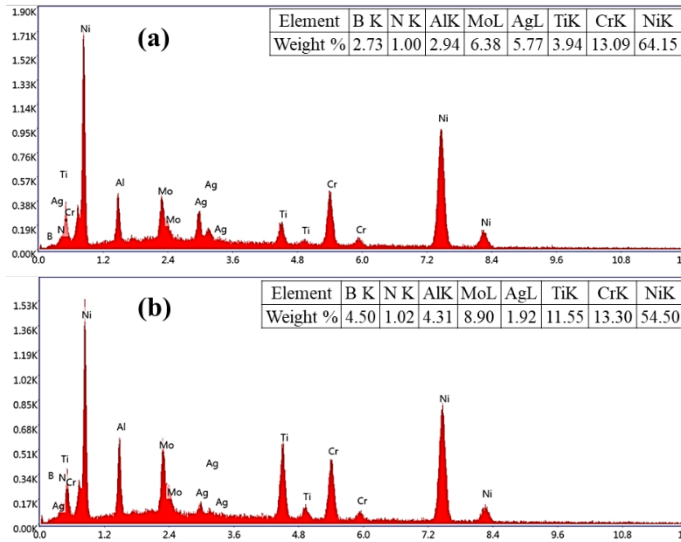 1.90K
(a)
Element B K N K AlK MoL AgL TiK CrK NiK
Weight % 2.73 1.00 2.94 6.38 5.77 3.94 13.09 64.15
1.71K
Ni
1.52K
1.33K
1.14K
0.95K
Ni
0.76K
0.57K
Ti
Al
Cr
Ag
0.38K
Ag
Cr
Mo
Mo
Ag
Ag
Ti
Ti
0.19K
B
N
Cr
Ni
0.00K
0.0 1.2 2.4 3.6 4.8 6.0 7.2 8.4 9.6 10.8
(b)
Element B K N K AlK MoL AgL TiK CrK NiK
Weight % 4.50 1.02 4.31 8.90 1.92 11.55 13.30 54.50
1.53K
Ni
1.36K
1.19K
1.02K
0.85K
Ni
0.68K
Al
0.51K
Ti
Mo
Ti
Cr
Ag
0.34K
B
N
Cr
0.17K
Ag
Mo
Ag
Ag
Ti
Cr
Ni
0.00K
0.0 1.2 2.4 3.6 4.8 6.0 7.2 8.4 9.6 10.8